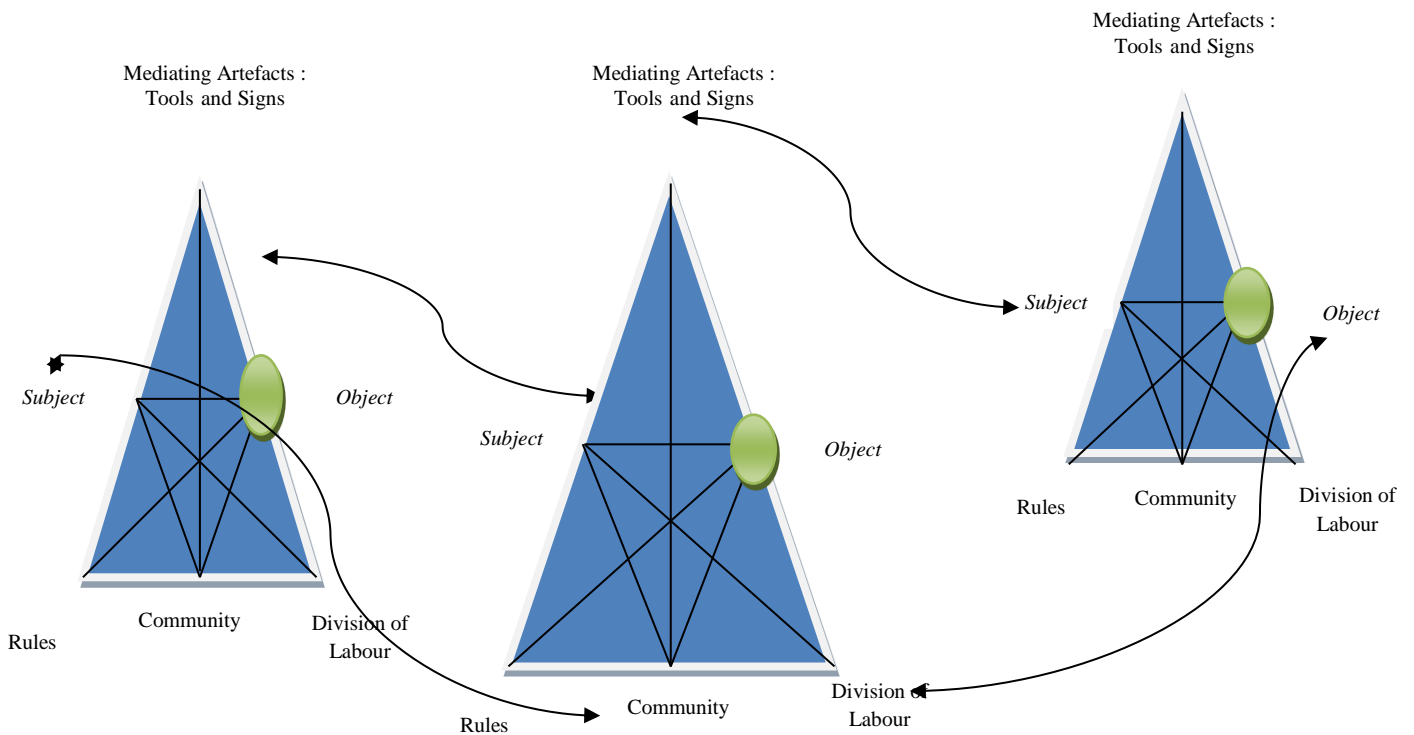 Mediating Artefacts :
Tools and Signs
Subject
Object
Rules
Community
Division of
Labour
Mediating Artefacts :
Tools and Signs
Subject
Object
Rules
Community
Division of
Labour
Mediating Artefacts :
Tools and Signs
Subject
Object
Rules
Community
Division of
Labour